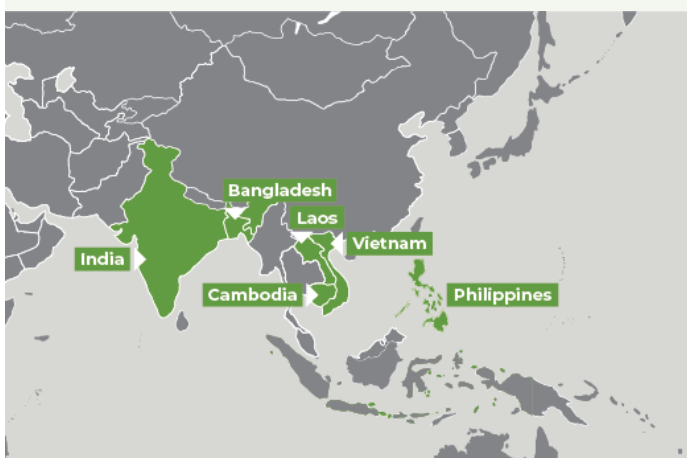 Bangladesh
Laos
Vietnam
India
Cambodia
Philippines